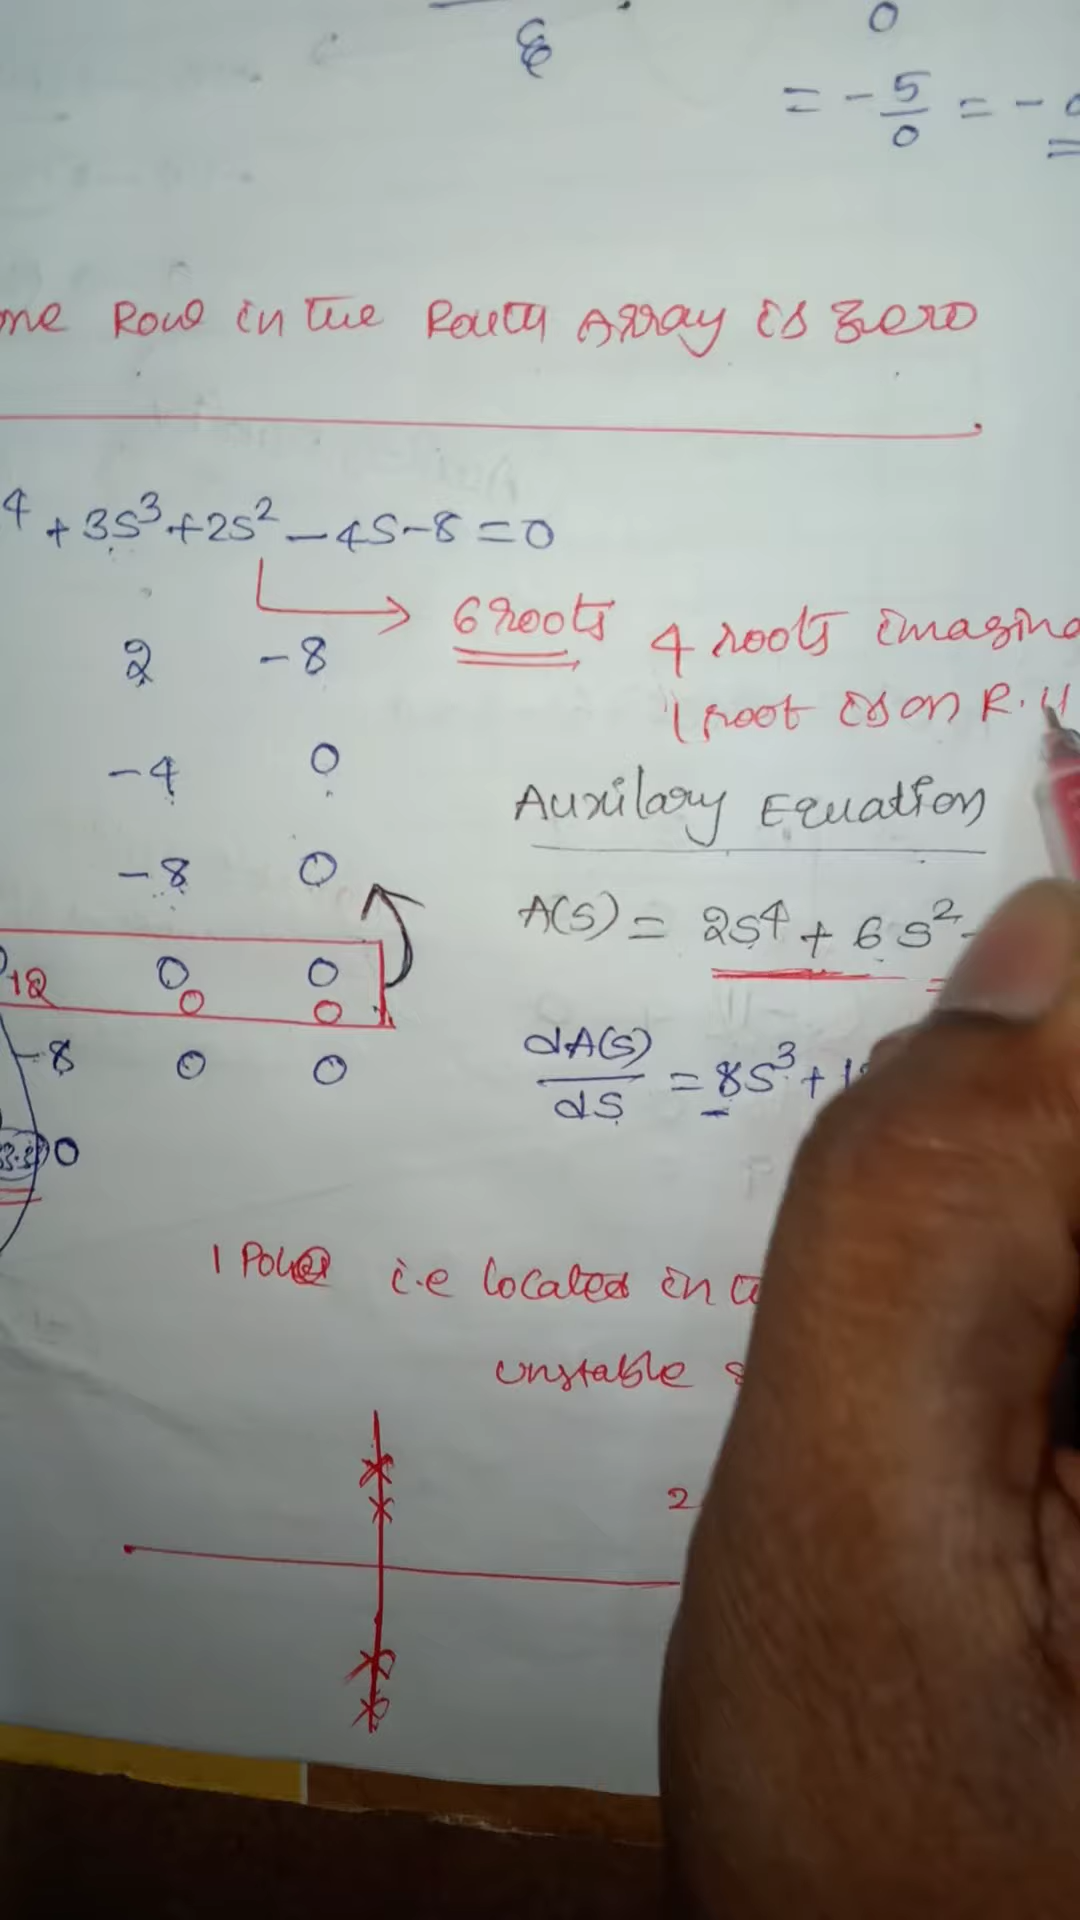 0
= - 5/0 = -
Row in the Routh Array is zero
4 + 3s³ + 2s² - 4s - 8 = 0
6 roots 4 roots
2 -8
1 root is on R.H
-4 0
Auxilary Equation
-8 0
A(s) = 2s⁴ + 6s² -
0 0
12 0 0
-8 0 0
dA(s)/ds = 8s³ + 1
0
1 Pole i.e located in
unstable
2